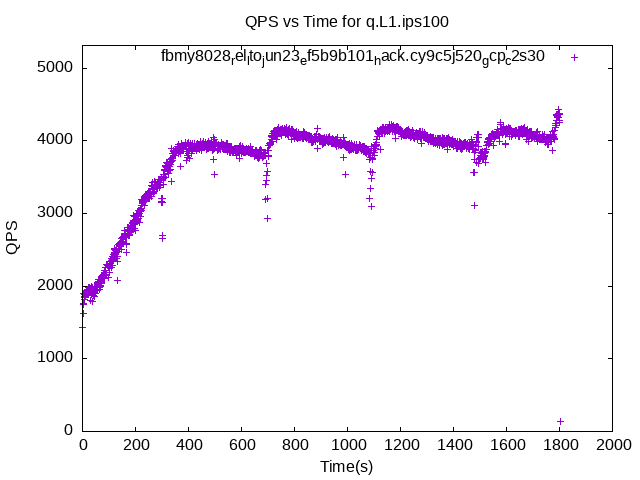 QPS vs Time for q.L1.ips100
fbmy8028relltojun23ef5b9b101hack.cy9c5j520gcpc2s30
5000
4000
3000
2000
1000
0
QPS
0 200 400 600 800 1000 1200 1400 1600 1800 2000
Time(s)